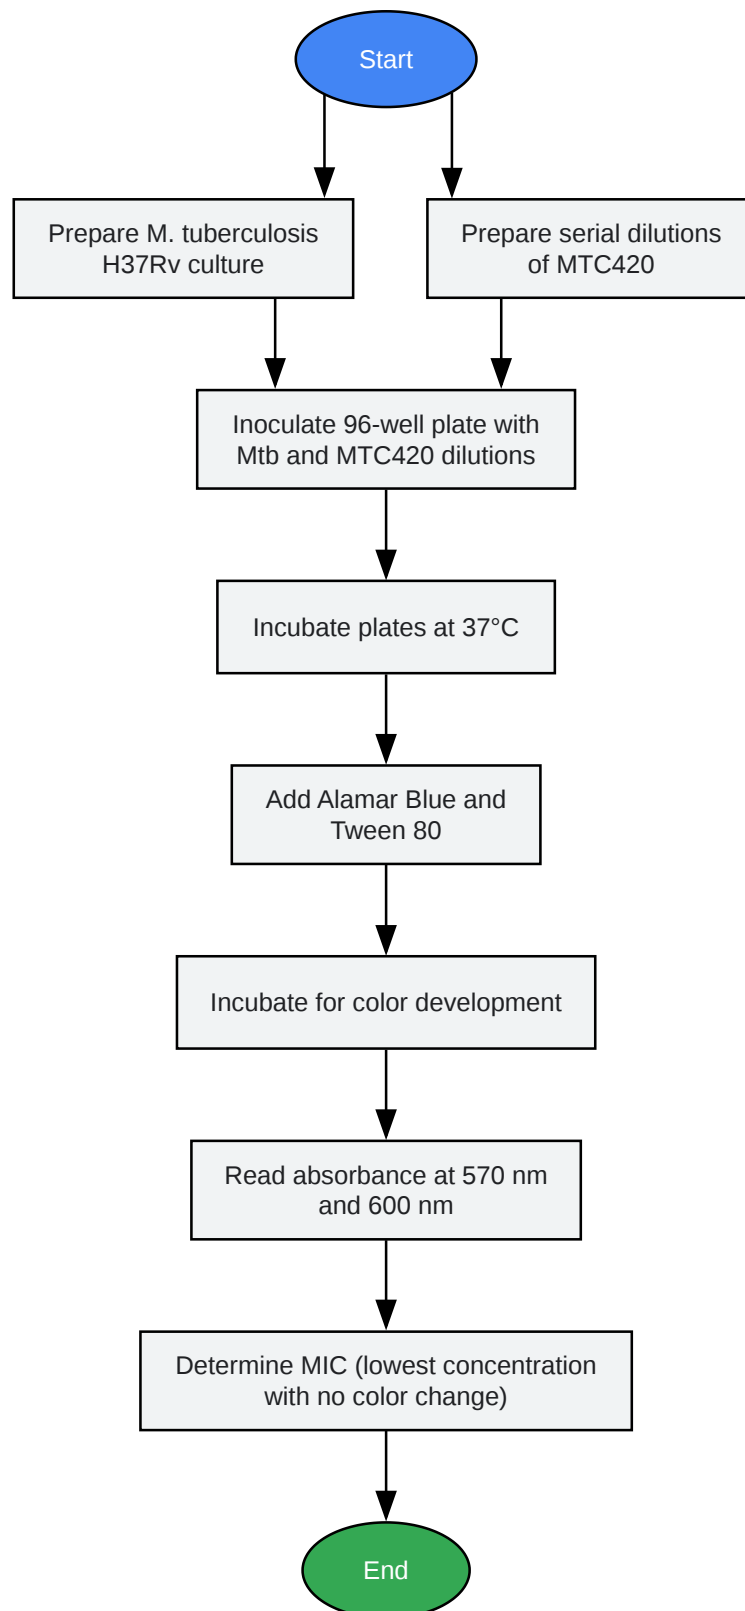 Start
Prepare M. tuberculosis
H37Rv culture
Prepare serial dilutions
of MTC420
Inoculate 96-well plate with
Mtb and MTC420 dilutions
Incubate plates at 37°C
Add Alamar Blue and
Tween 80
Incubate for color development
Read absorbance at 570 nm
and 600 nm
Determine MIC (lowest concentration
with no color change)
End